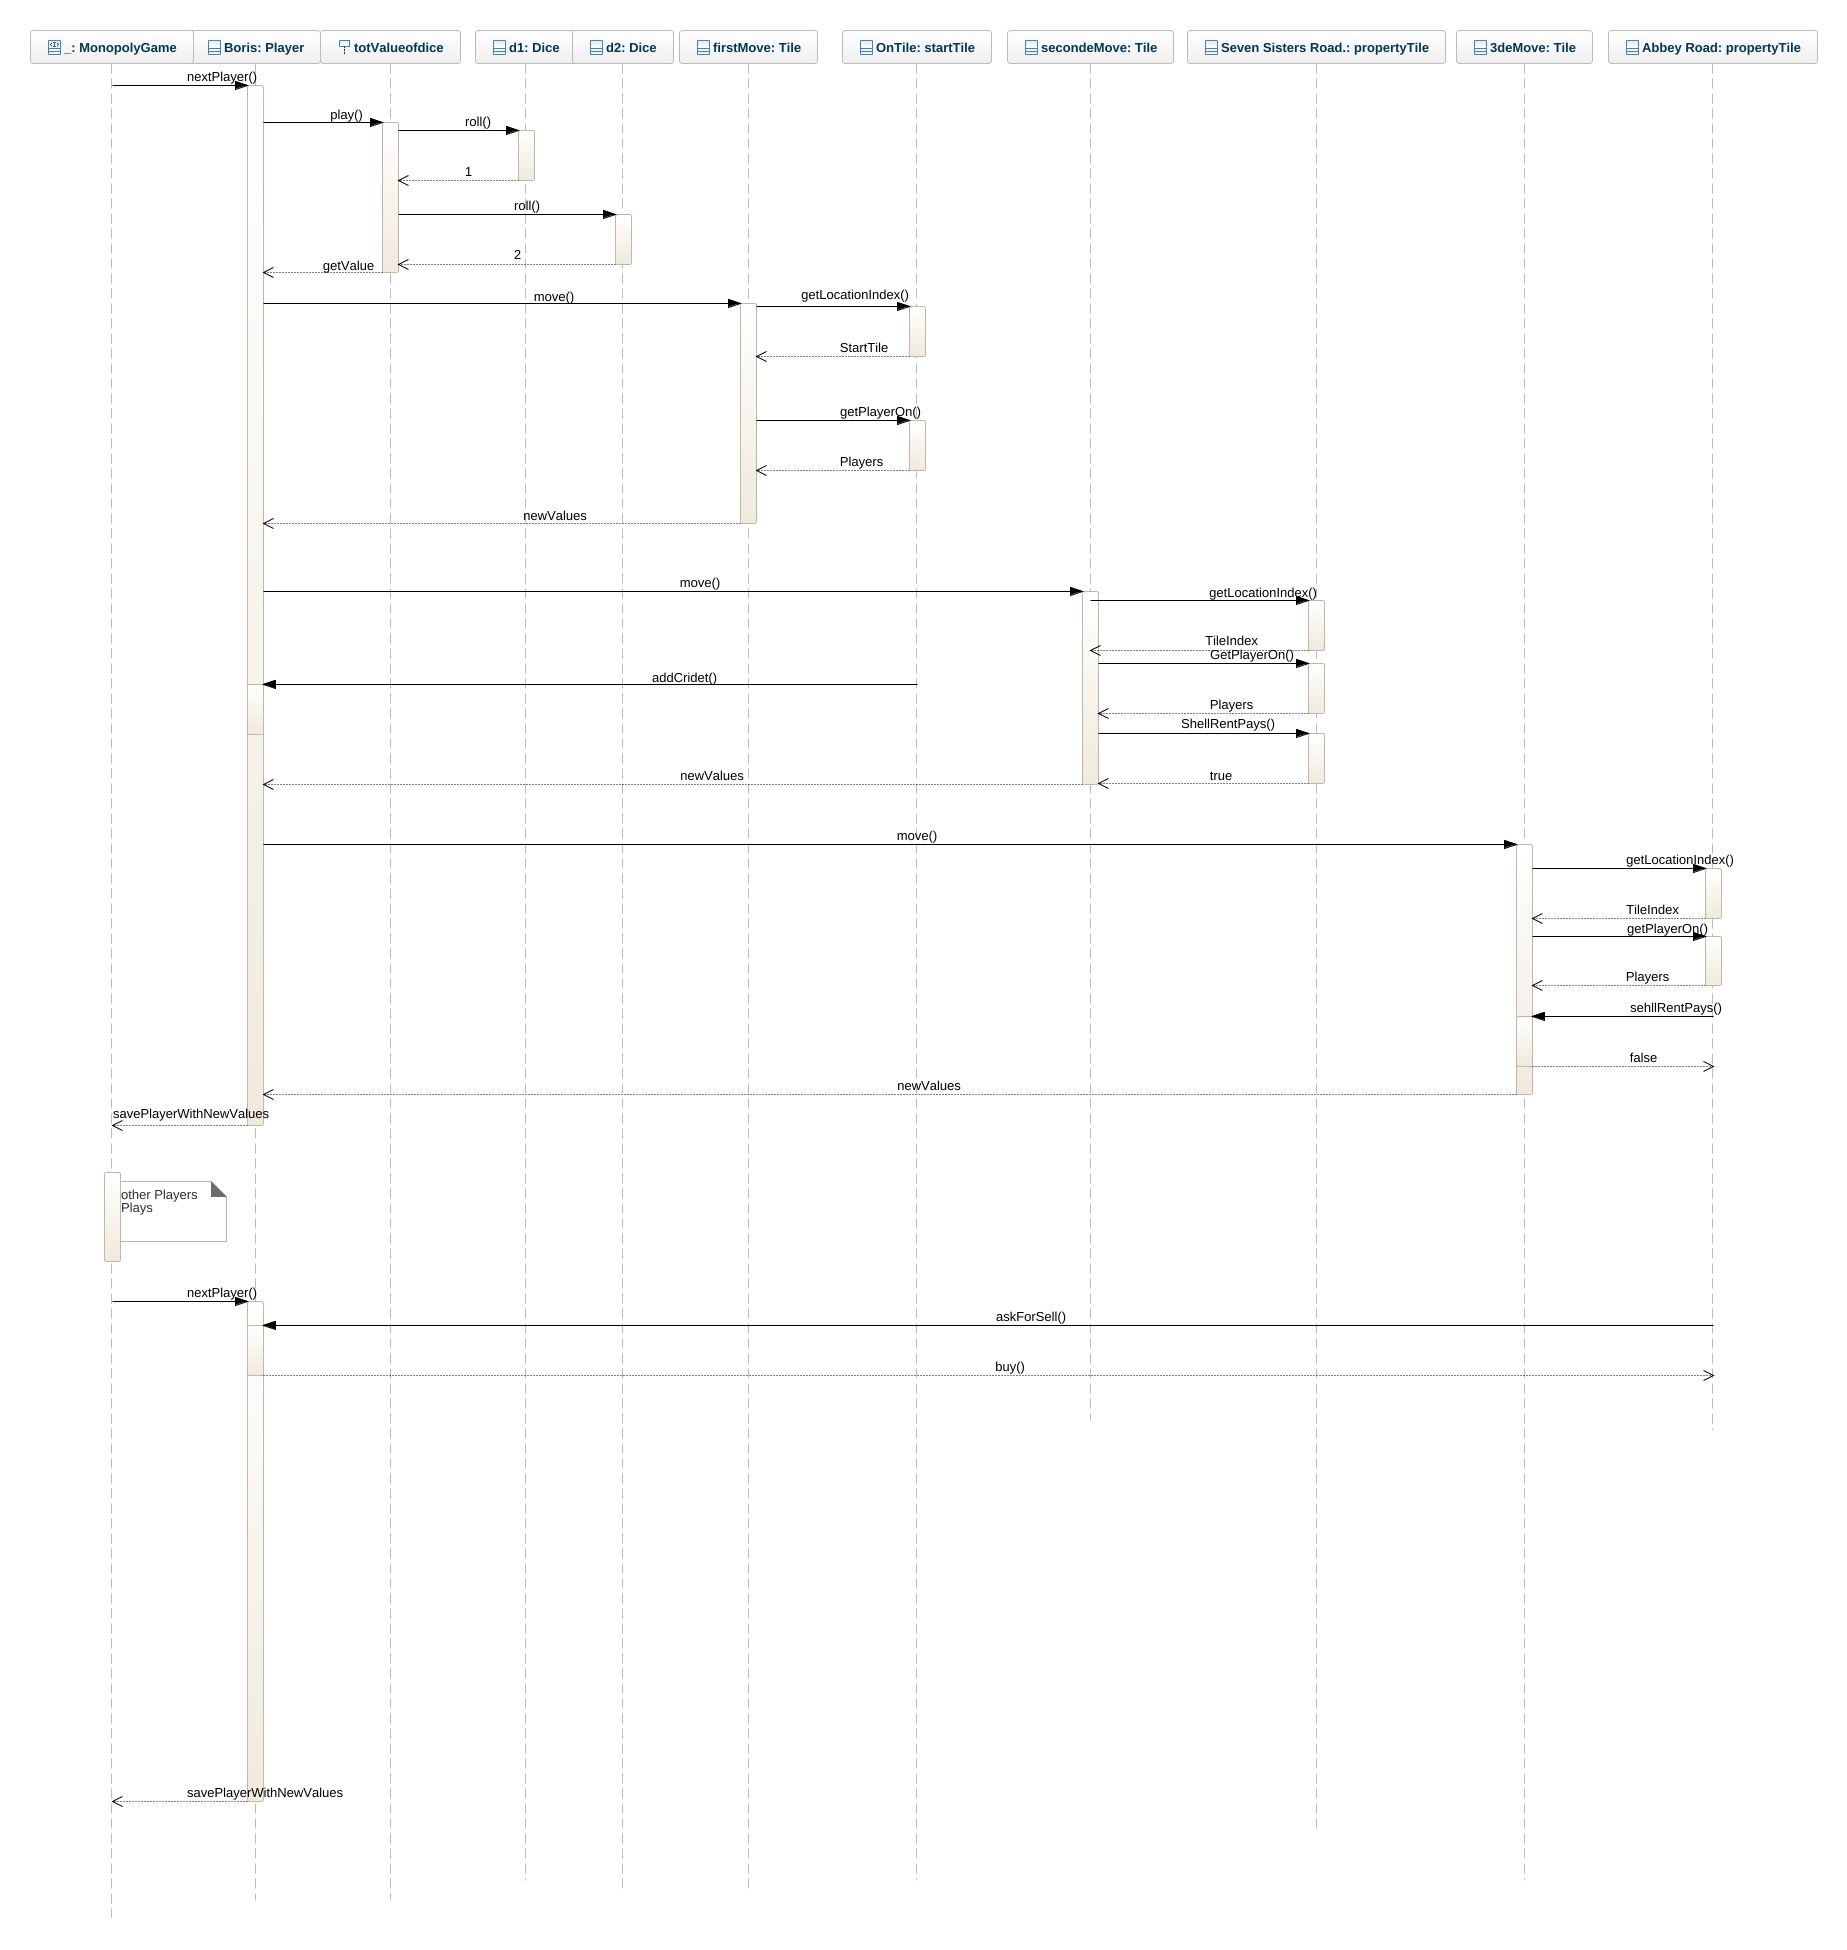 _: MonopolyGame
Boris: Player
totValueofdice
d1: Dice
d2: Dice
firstMove: Tile
OnTile: startTile
secondeMove: Tile
Seven Sisters Road.: propertyTile
3deMove: Tile
Abbey Road: propertyTile
nextPlayer()
play()
roll()
1
roll()
2
getValue
move()
getLocationIndex()
StartTile
getPlayerOn()
Players
newValues
move()
getLocationIndex()
TileIndex
GetPlayerOn()
addCridet()
Players
ShellRentPays()
true
newValues
move()
getLocationIndex()
TileIndex
getPlayerOn()
Players
sehllRentPays()
false
newValues
savePlayerWithNewValues
other Players
Plays
nextPlayer()
askForSell()
buy()
savePlayerWithNewValues